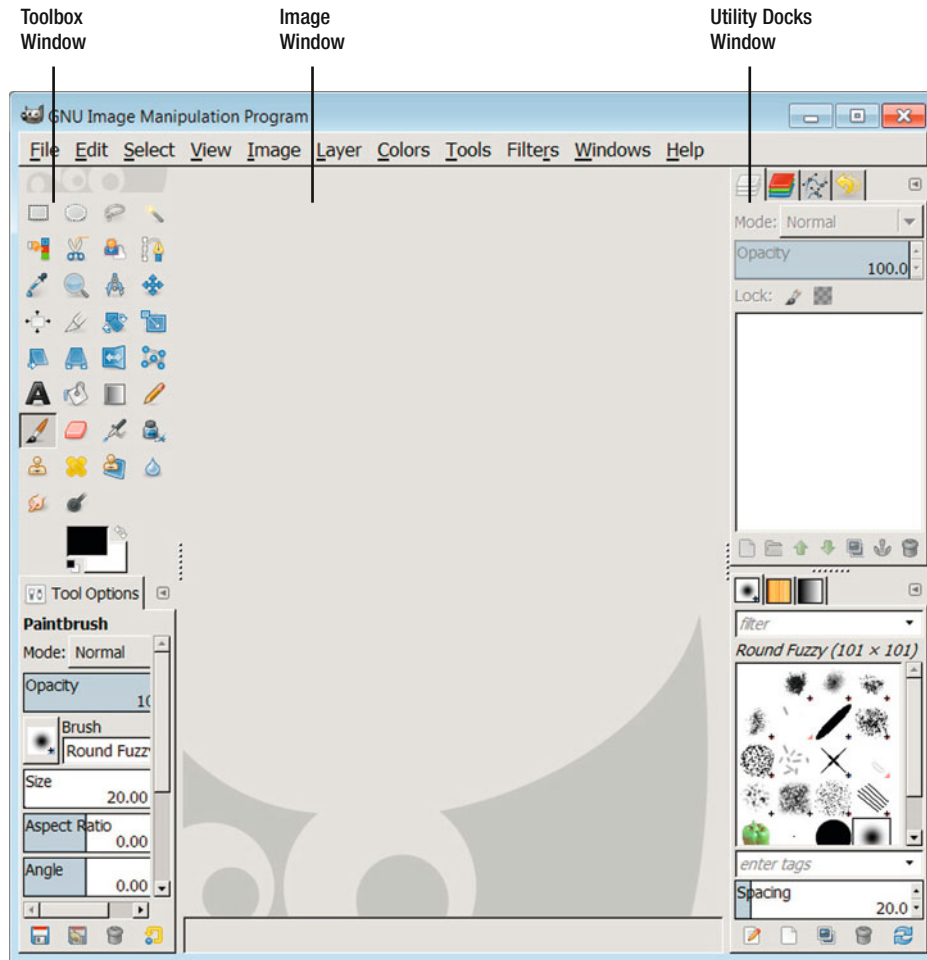 Toolbox
Window
Image
Window
Utility Docks
Window
GNU Image Manipulation Program
File Edit Select View Image Layer Colors Tools Filters Windows Help
Mode: Normal
Opacity
100.0
Lock:
Tool Options
Paintbrush
Mode: Normal
Opacity
10
Brush
Round Fuzzy
Size
20.00
Aspect Ratio
0.00
Angle
0.00
filter
Round Fuzzy (101 × 101)
enter tags
Spacing
20.0